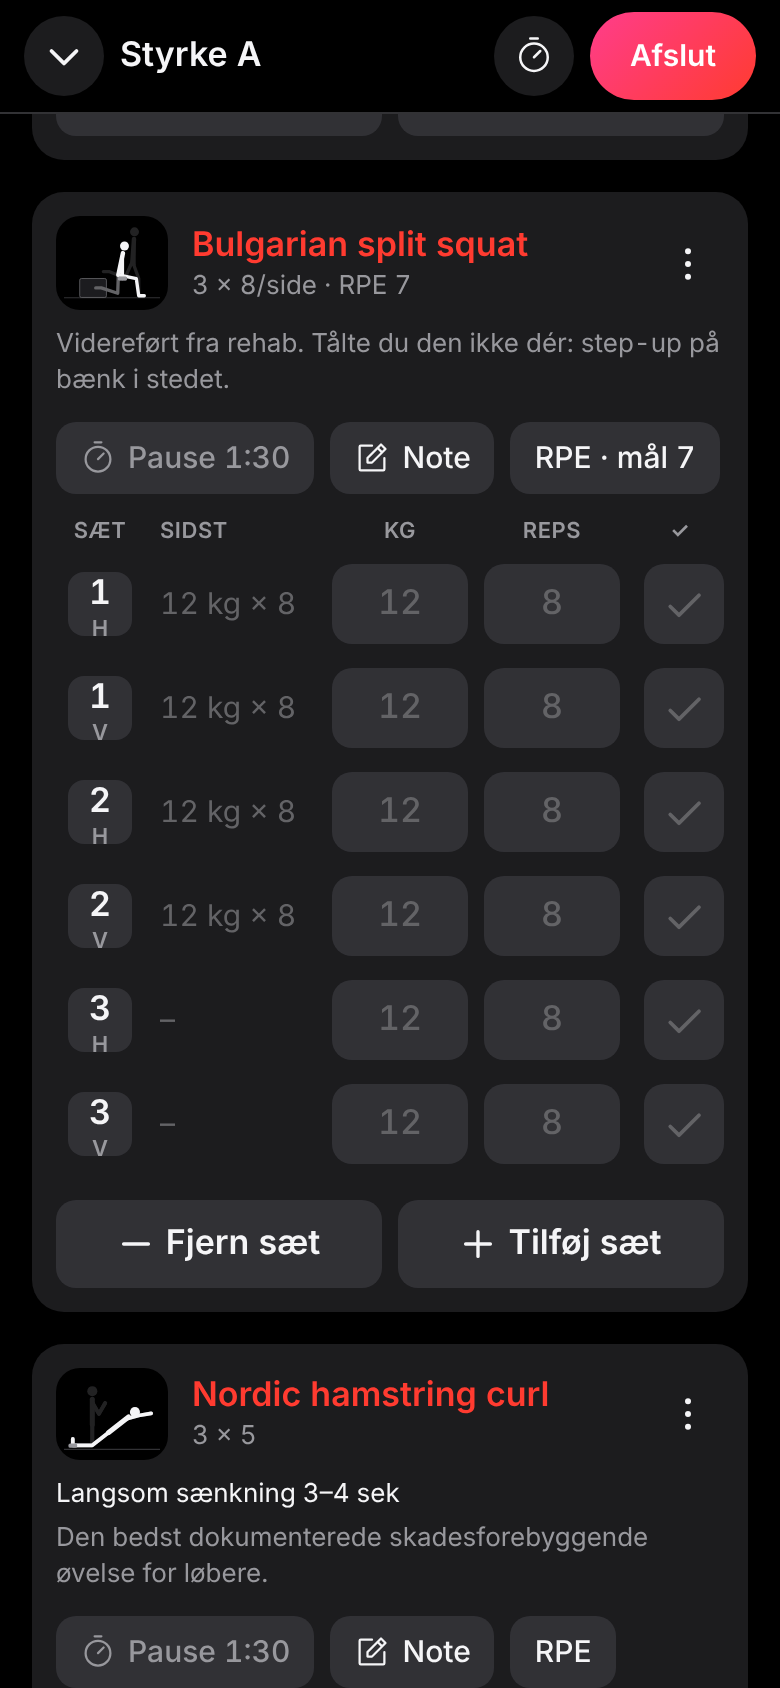 Styrke A
Afslut
Bulgarian split squat
3 × 8/side · RPE 7
Videreført fra rehab. Tålte du den ikke dér: step-up på
bænk i stedet.
Pause 1:30
Note
RPE · mål 7
SÆT SIDST KG REPS ✓
1 H 12 kg × 8 12 8
1 V 12 kg × 8 12 8
2 H 12 kg × 8 12 8
2 V 12 kg × 8 12 8
3 H – 12 8
3 V – 12 8
Fjern sæt
Tilføj sæt
Nordic hamstring curl
3 × 5
Langsom sænkning 3–4 sek
Den bedst dokumenterede skadesforebyggende
øvelse for løbere.
Pause 1:30
Note
RPE